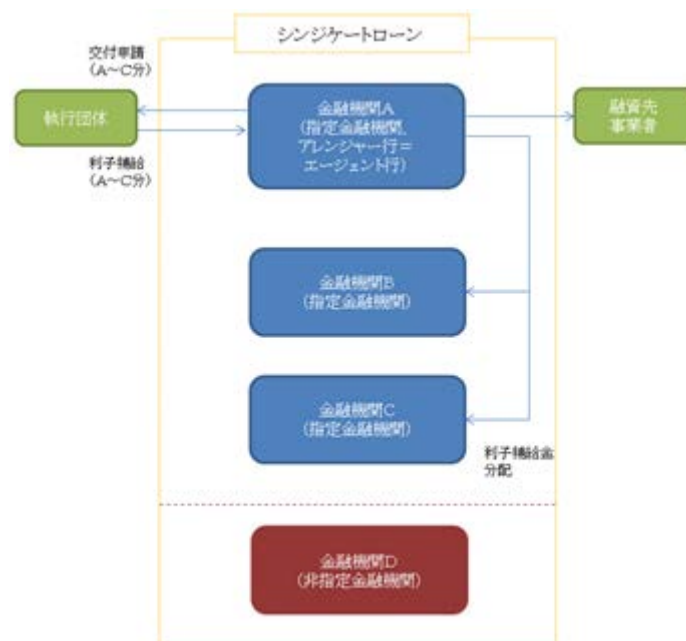 シンジケートローン
交付申請
（A～C分）
執行団体
利子補給
（A～C分）
金融機関A
（指定金融機関、
アレンジャー行＝
エージェント行）
融資先
事業者
金融機関B
（指定金融機関）
金融機関C
（指定金融機関）
利子補給金
分配
金融機関D
（非指定金融機関）